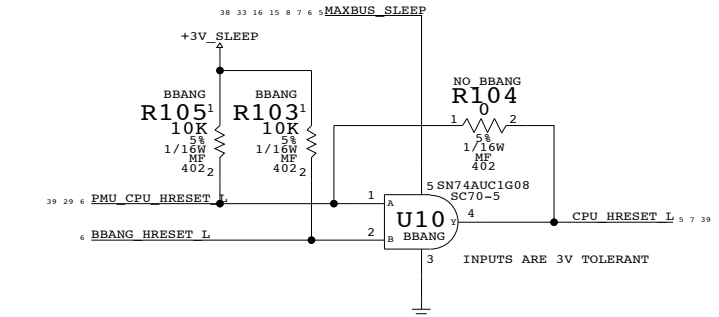 38 33 16 15 8 7 6 5 MAXBUS_SLEEP
+3V_SLEEP
NO_BBANG
R104
0
1 2
5%
1/16W
MF
402
BBANG
R105 1
10K
5%
1/16W
MF
402 2
BBANG
R103 1
10K
5%
1/16W
MF
402 2
5 SN74AUC1G08
SC70-5
39 29 6 PMU_CPU_HRESET_L
1 A
U10
BBANG
Y 4
CPU_HRESET_L 5 7 39
6 BBANG_HRESET_L
2 B
3
INPUTS ARE 3V TOLERANT